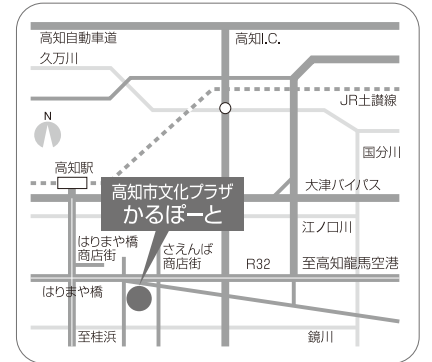 高知自動車道
高知I.C.
久万川
JR土讃線
N
国分川
高知駅
大津バイパス
高知市文化プラザ
かるぽーと
江ノ口川
はりまや橋
商店街
さえんば
商店街
R32
至高知龍馬空港
はりまや橋
至桂浜
鏡川